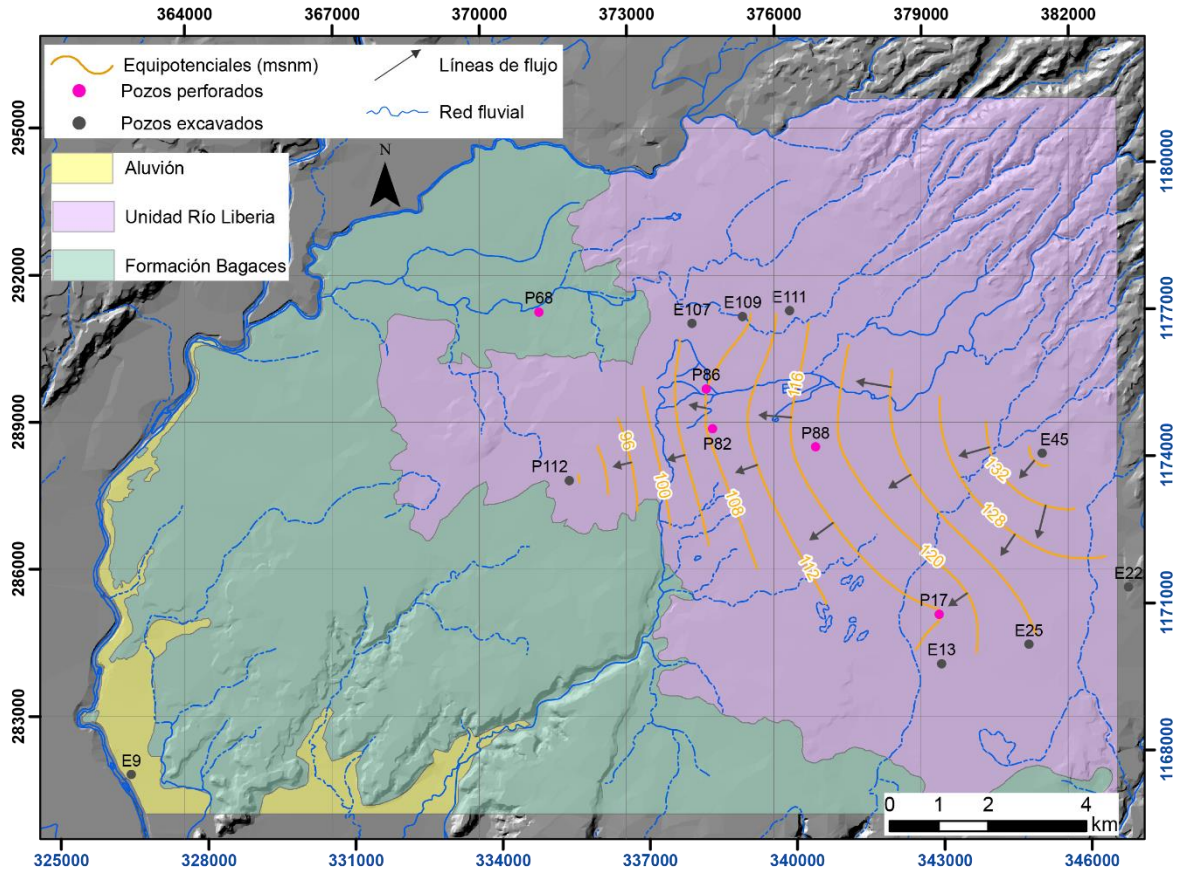 364000 367000 370000 373000 376000 379000 382000
Equipotenciales (msnm)
Líneas de flujo
Pozos perforados
Red fluvial
Pozos excavados
Aluvión
Unidad Río Liberia
Formación Bagaces
N
295000
292000
289000
286000
283000
1180000
1177000
1174000
1171000
1168000
P68
E107
E109
E111
P86
P82
P88
E45
P112
E22
P17
E25
E13
E9
96
100
108
112
116
120
128
132
0 1 2 4
km
325000 328000 331000 334000 337000 340000 343000 346000